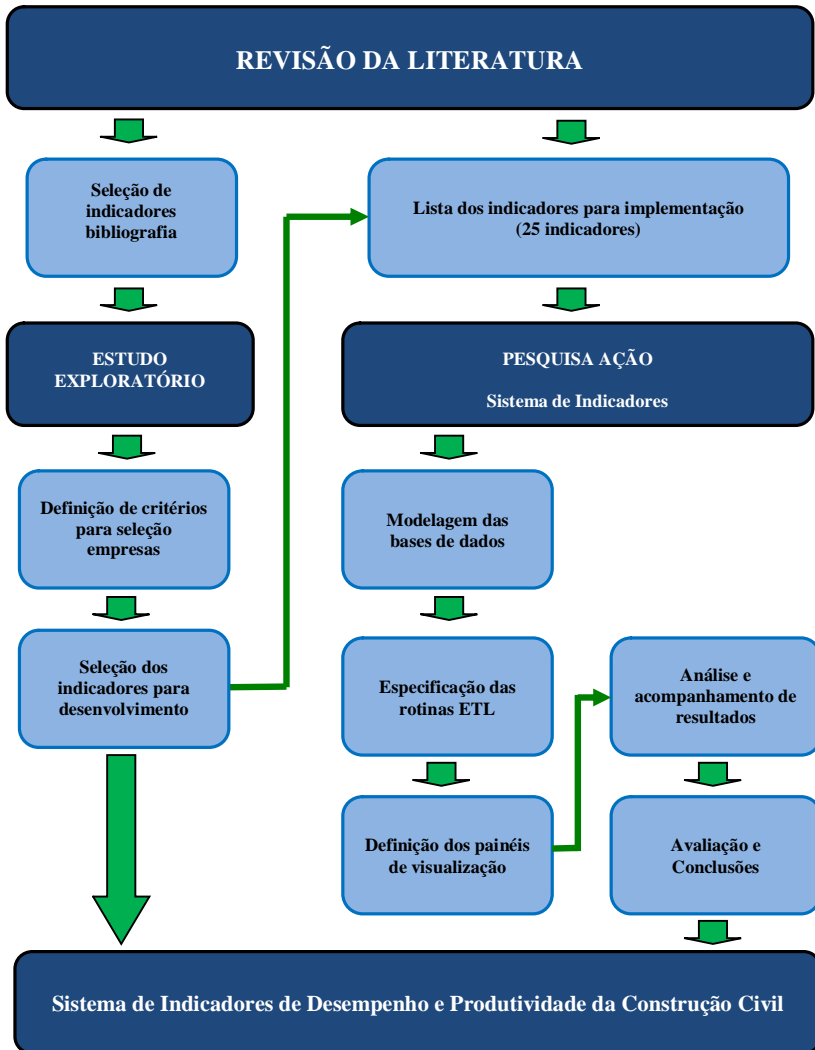 REVISÃO DA LITERATURA
Seleção de
indicadores
bibliografia
Lista dos indicadores para implementação
(25 indicadores)
ESTUDO
EXPLORATÓRIO
PESQUISA AÇÃO
Sistema de Indicadores
Definição de critérios
para seleção
empresas
Modelagem das
bases de dados
Seleção dos
indicadores para
desenvolvimento
Especificação das
rotinas ETL
Análise e
acompanhamento de
resultados
Definição dos painéis
de visualização
Avaliação e
Conclusões
Sistema de Indicadores de Desempenho e Produtividade da Construção Civil